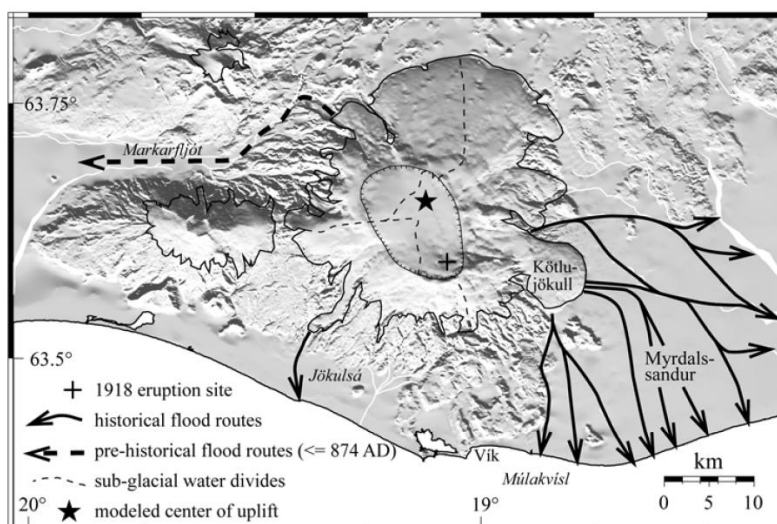 63.75°
Markarfljót
Kötlu-
jökull
63.5°
Jökulsá
Myrdals-
sandur
1918 eruption site
historical flood routes
pre-historical flood routes (<= 874 AD)
sub-glacial water divides
modeled center of uplift
Vík
Múlakvísl
km
0 5 10
20°
19°